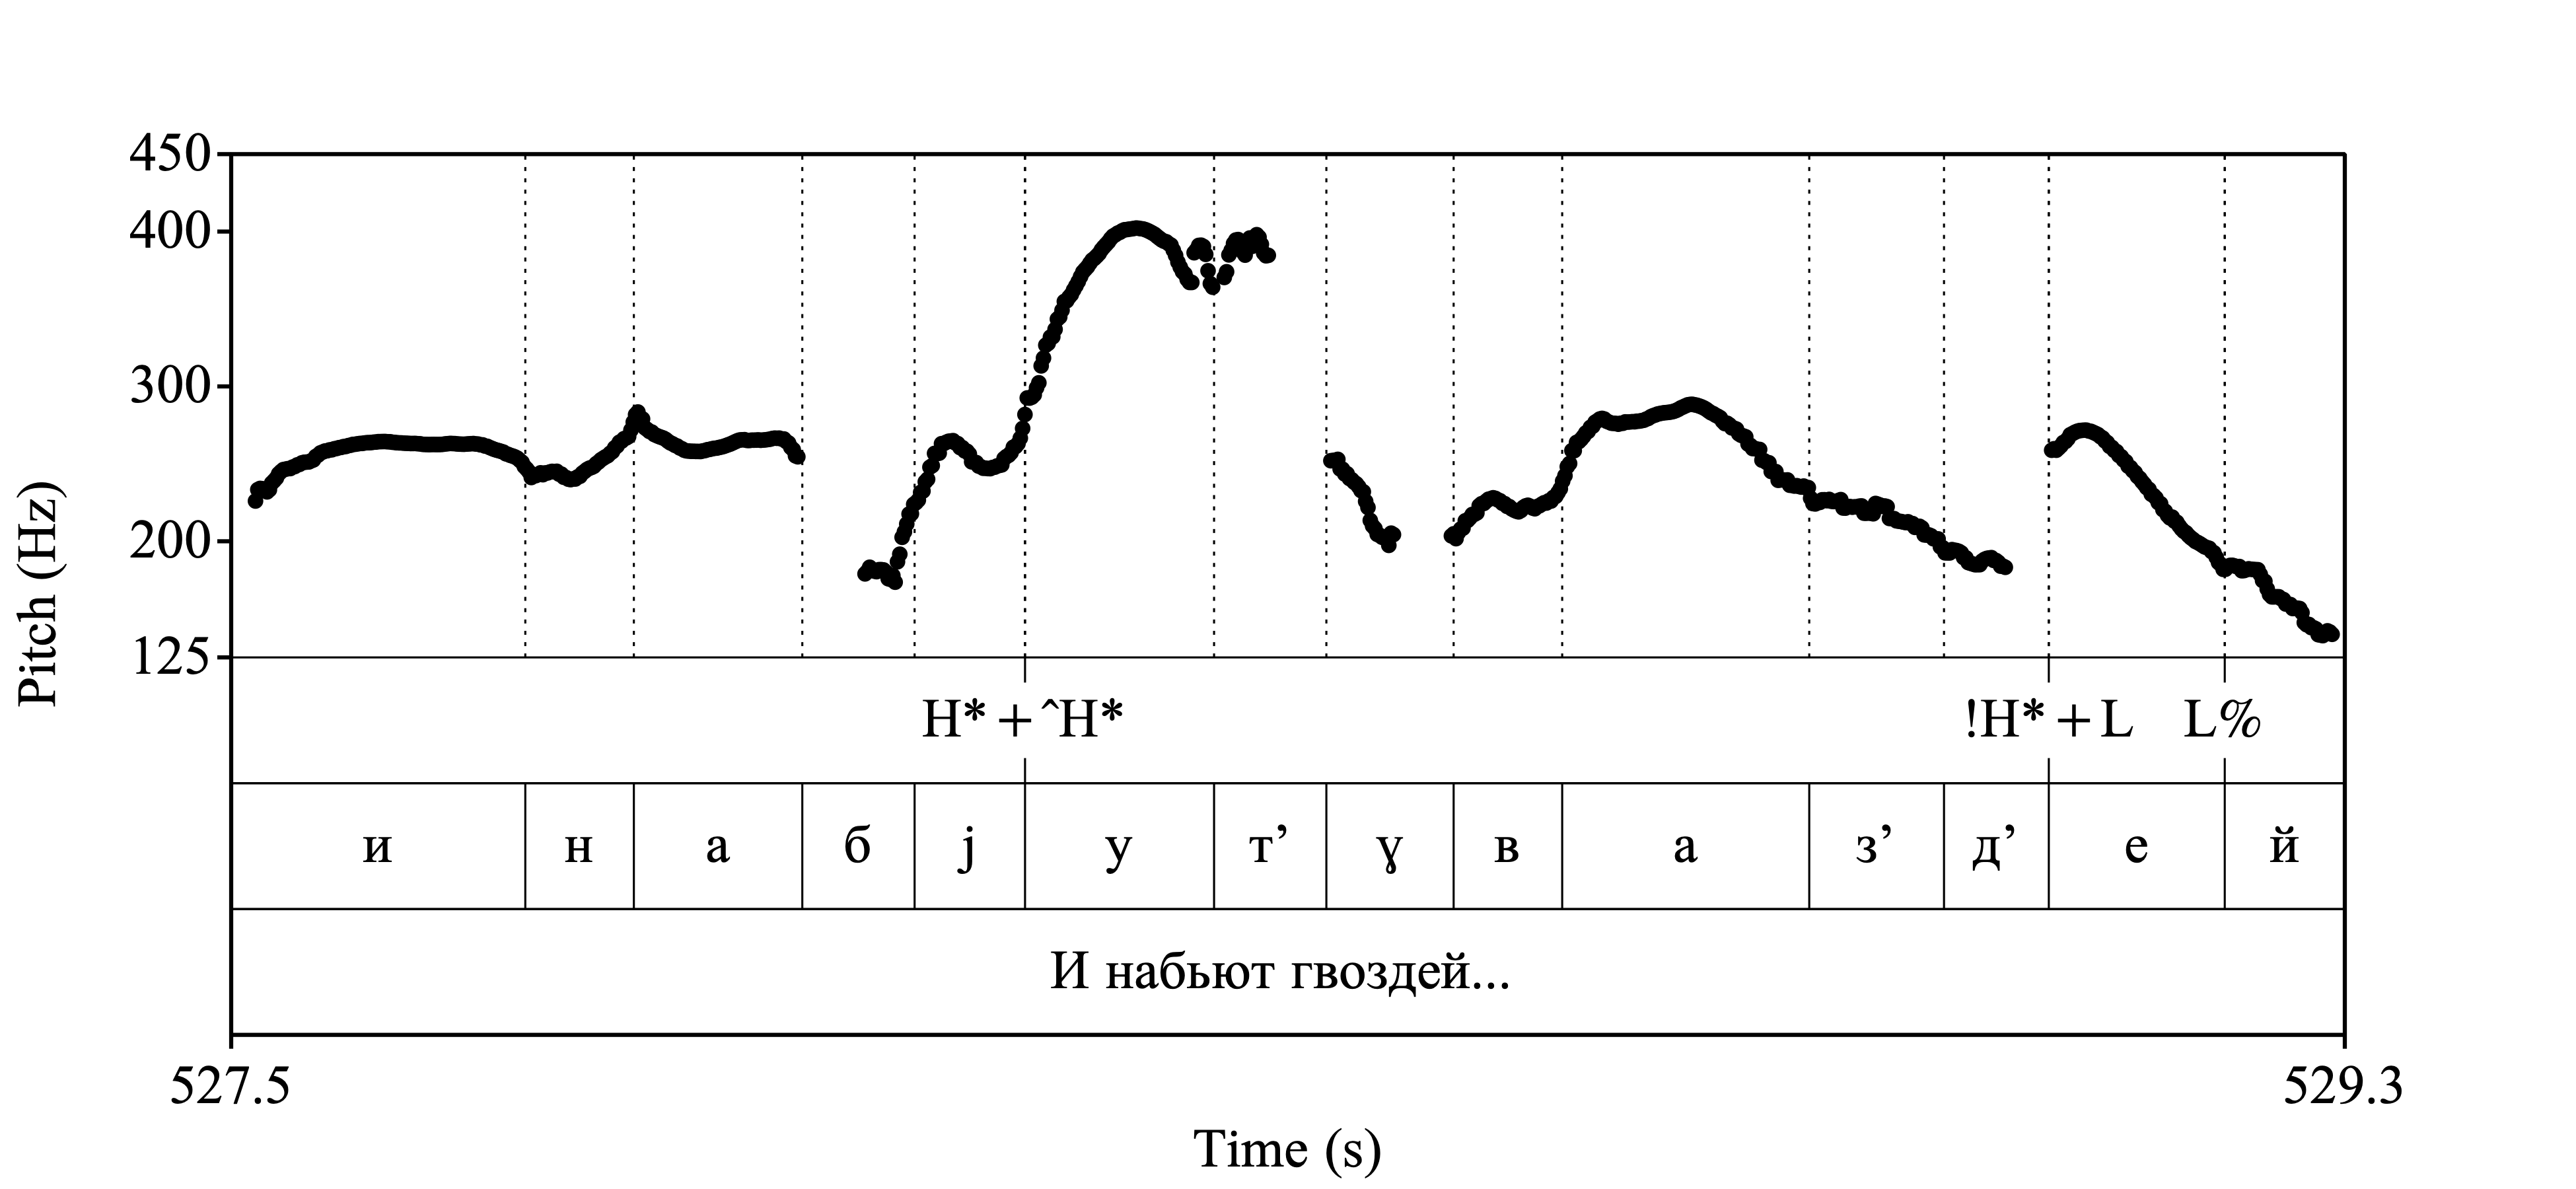 450
400
300
200
125
Pitch (Hz)
H* + ^H* !H* + L L%
и н а б j у т’ ɣ в а з’ д’ е й
И набьют гвоздей...
527.5 529.3
Time (s)